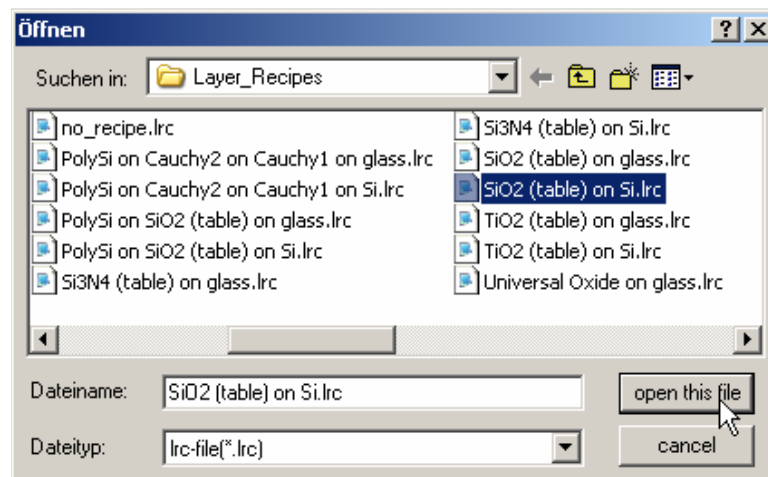 Öffnen
Suchen in: Layer_Recipes
no_recipe.lrc
PolySi on Cauchy2 on Cauchy1 on glass.lrc
PolySi on Cauchy2 on Cauchy1 on Si.lrc
PolySi on SiO2 (table) on glass.lrc
PolySi on SiO2 (table) on Si.lrc
Si3N4 (table) on glass.lrc
Si3N4 (table) on Si.lrc
SiO2 (table) on glass.lrc
SiO2 (table) on Si.lrc
TiO2 (table) on glass.lrc
TiO2 (table) on Si.lrc
Universal Oxide on glass.lrc
Dateiname: SiO2 (table) on Si.lrc open this file
Dateityp: lrc-file(*.lrc) cancel